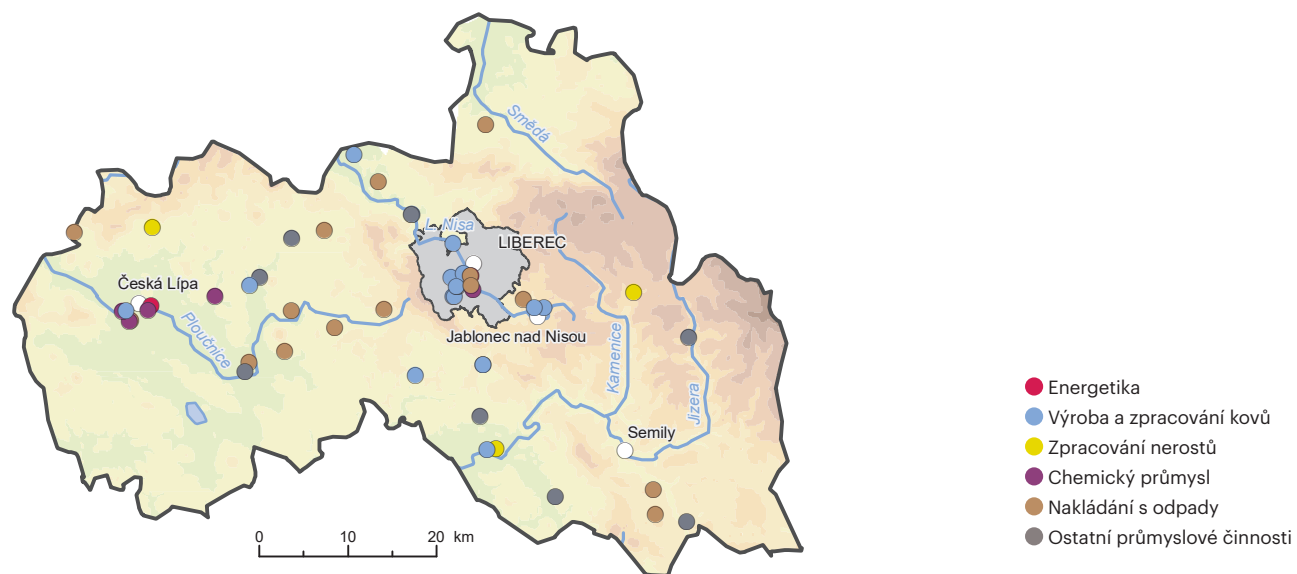 Smědá
L. Nisa
LIBEREC
Česká Lípa
Ploučnice
Jablonec nad Nisou
Kamenice
Jizera
Semily
0 10 20 km
Energetika
Výroba a zpracování kovů
Zpracování nerostů
Chemický průmysl
Nakládání s odpady
Ostatní průmyslové činnosti